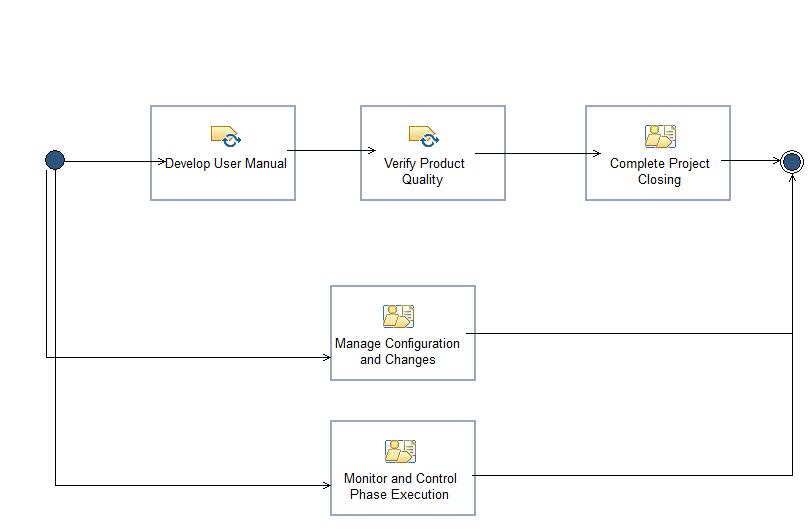 Develop User Manual
Verify Product
Quality
Complete Project
Closing
Manage Configuration
and Changes
Monitor and Control
Phase Execution